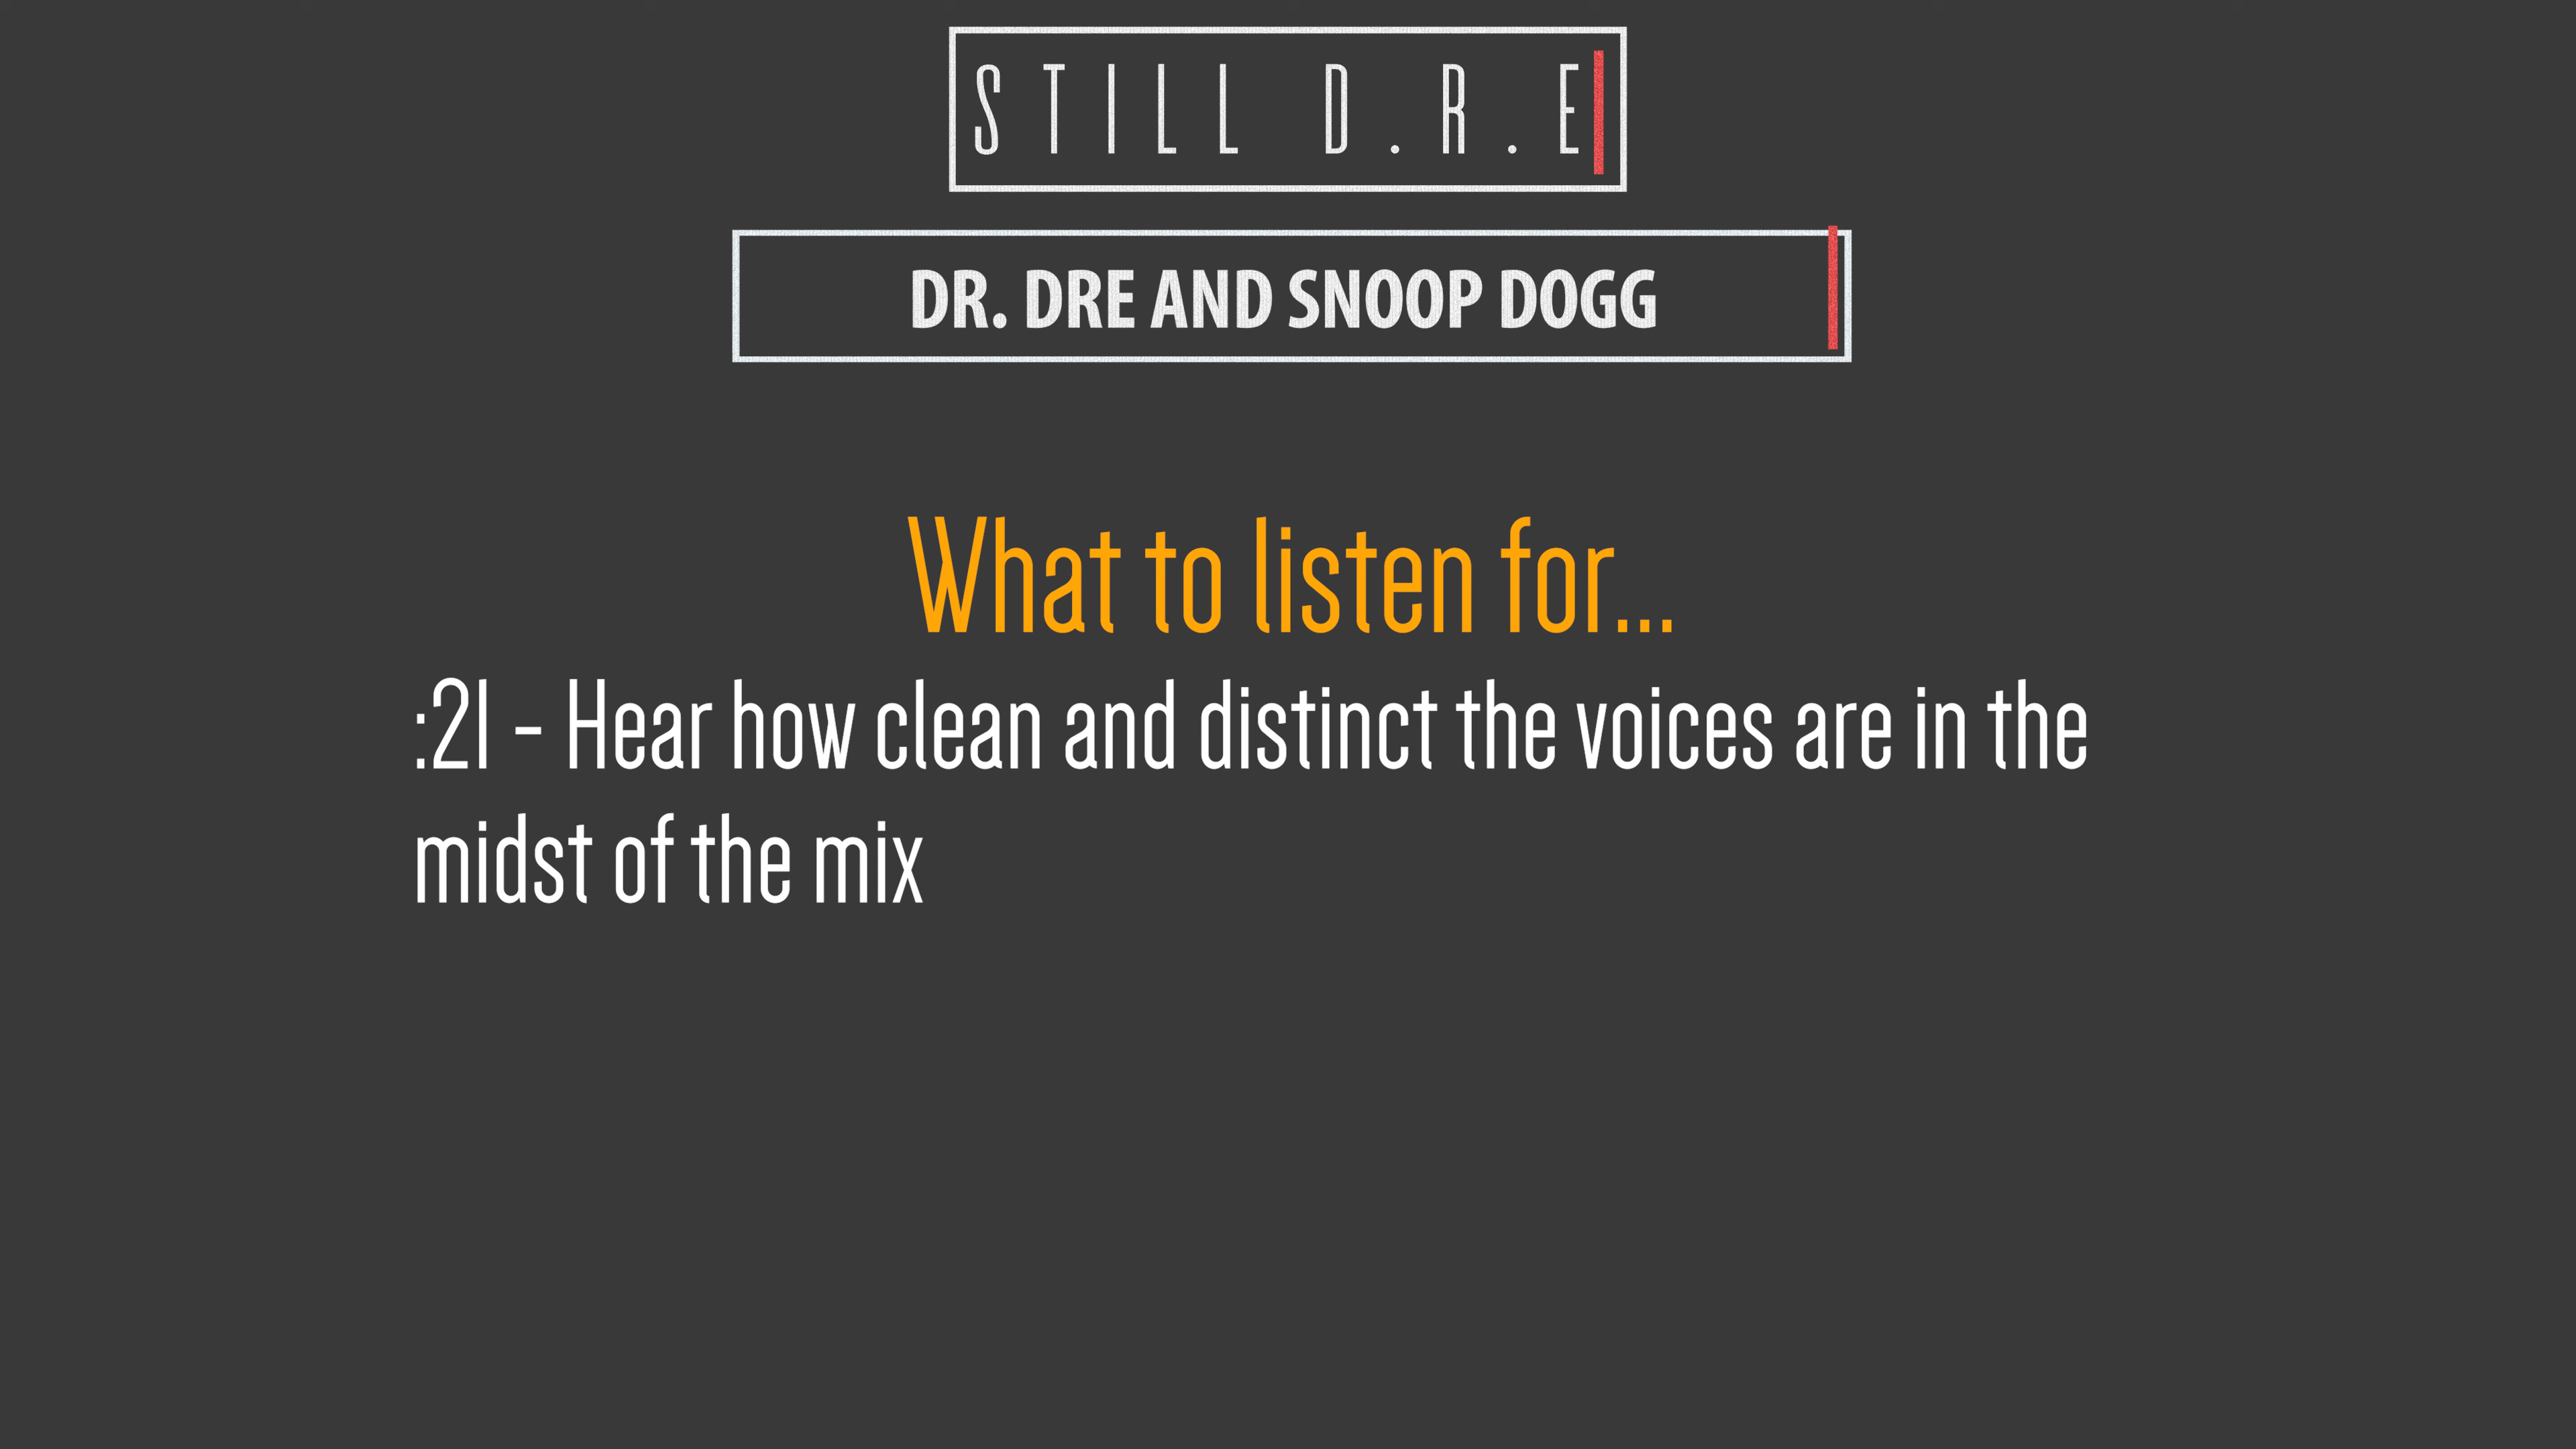 STILL D.R.E
DR. DRE AND SNOOP DOGG
What to listen for...
:21 - Hear how clean and distinct the voices are in the
midst of the mix